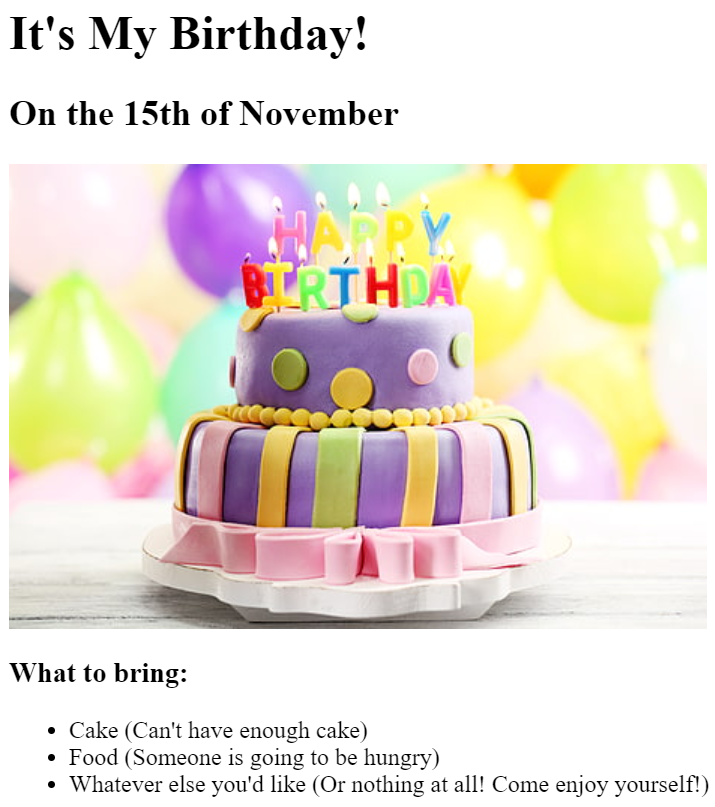 It's My Birthday!
On the 15th of November
HAPPY
BIRTHDAY
What to bring:
Cake (Can't have enough cake)
Food (Someone is going to be hungry)
Whatever else you'd like (Or nothing at all! Come enjoy yourself!)